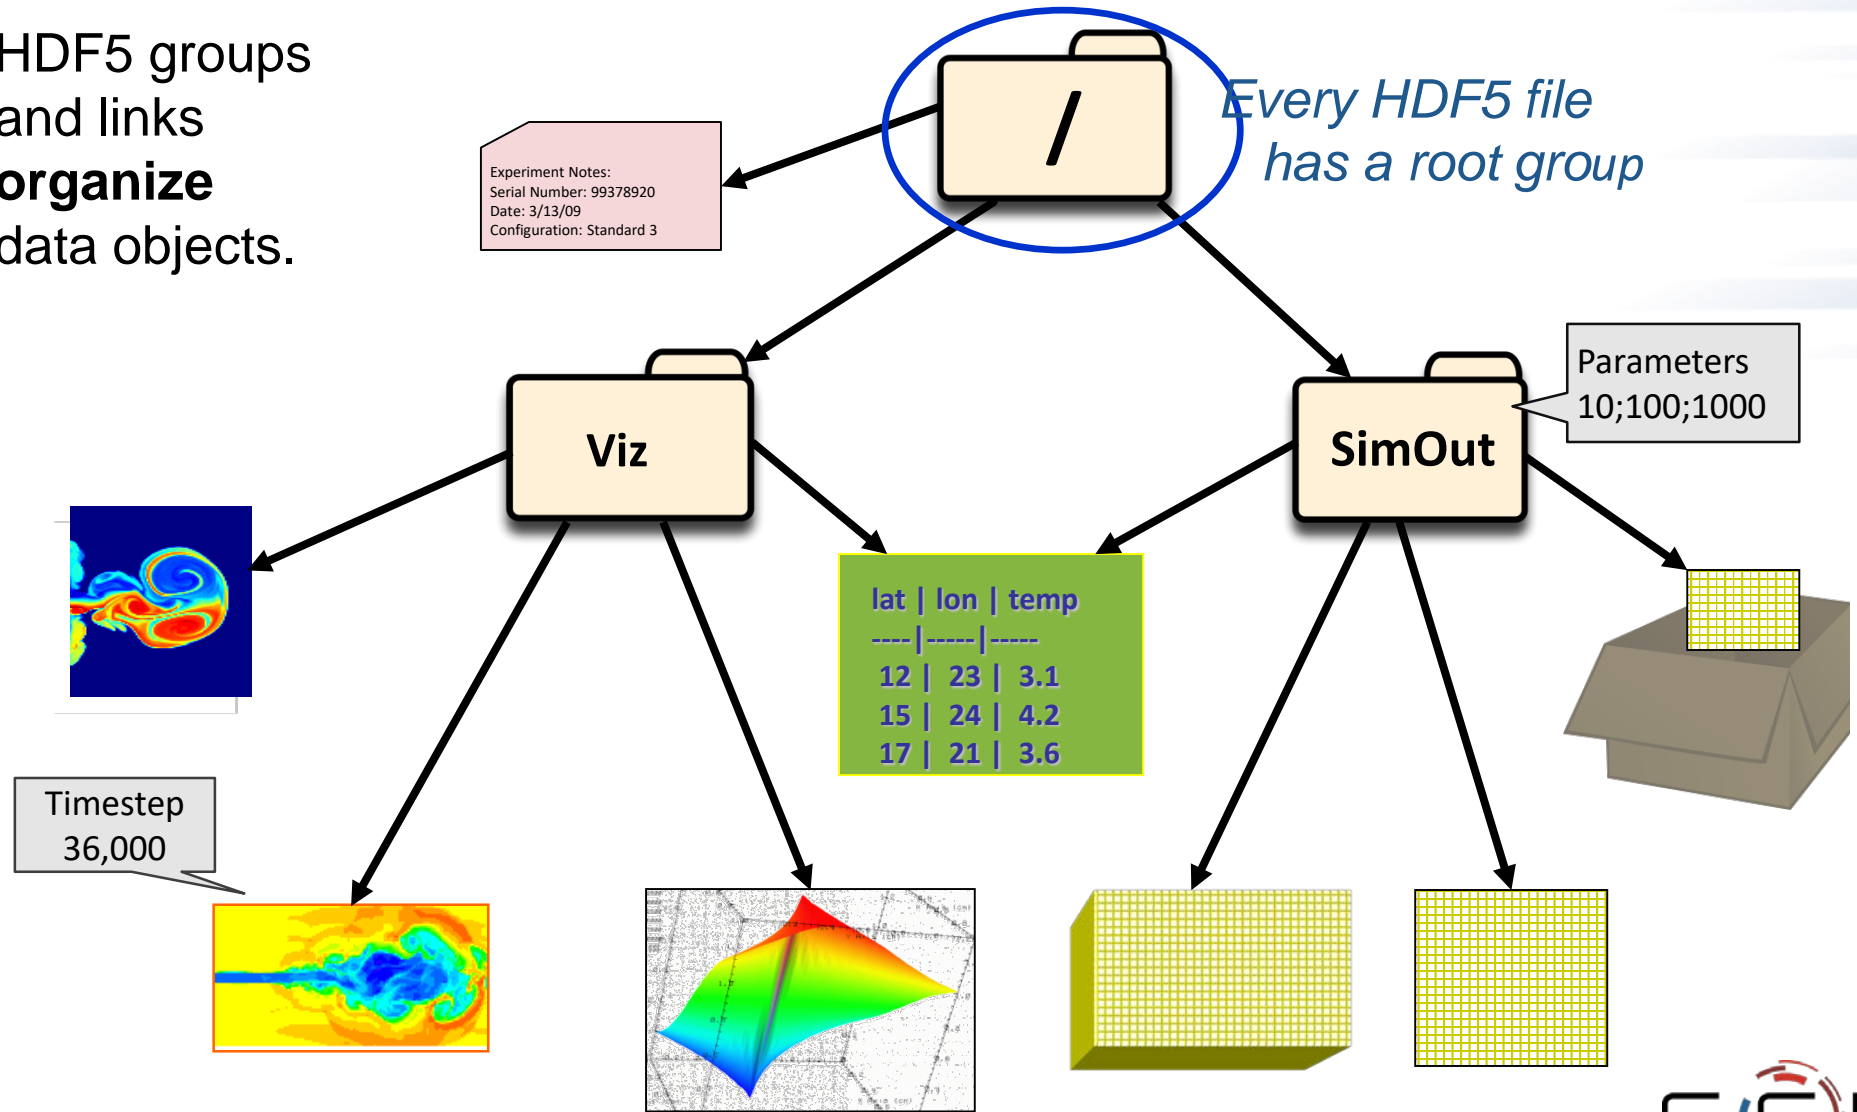 HDF5 groups
and links
organize
data objects.
/
Every HDF5 file
has a root group
Experiment Notes:
Serial Number: 99378920
Date: 3/13/09
Configuration: Standard 3
Viz
SimOut
Parameters
10;100;1000
lat | lon | temp
----|-----|-----
12 | 23 | 3.1
15 | 24 | 4.2
17 | 21 | 3.6
Timestep
36,000